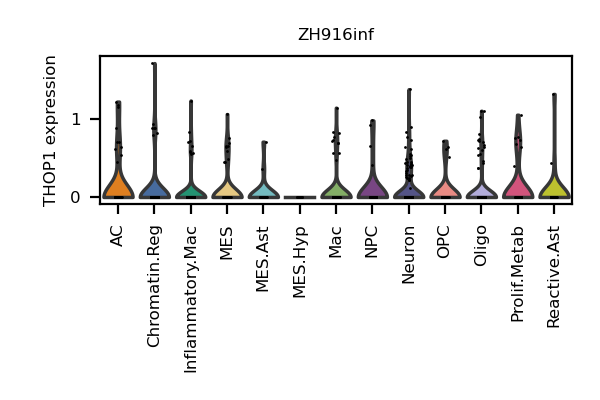 ZH916inf
THOP1 expression
1
0
AC
Chromatin.Reg
Inflammatory.Mac
MES
MES.Ast
MES.Hyp
Mac
NPC
Neuron
OPC
Oligo
Prolif.Metab
Reactive.Ast